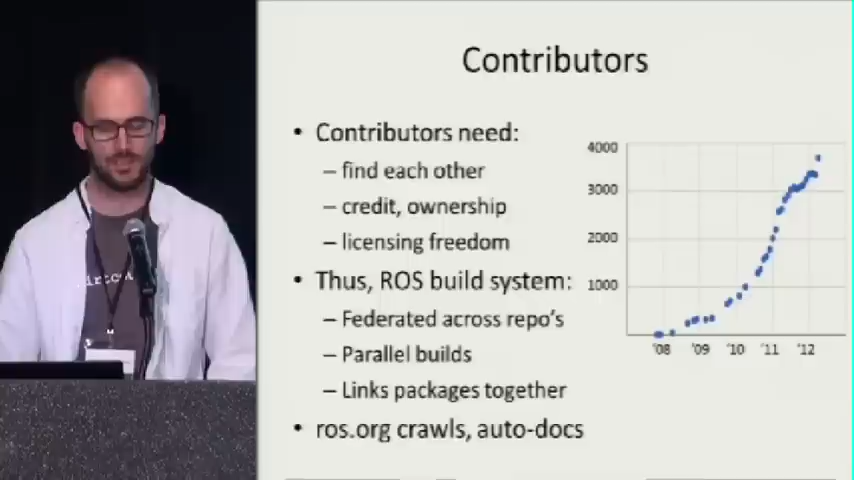 Contributors
• Contributors need:
– find each other
– credit, ownership
– licensing freedom
• Thus, ROS build system:
– Federated across repo's
– Parallel builds
– Links packages together
• ros.org crawls, auto-docs
4000
3000
2000
1000
'08 '09 '10 '11 '12